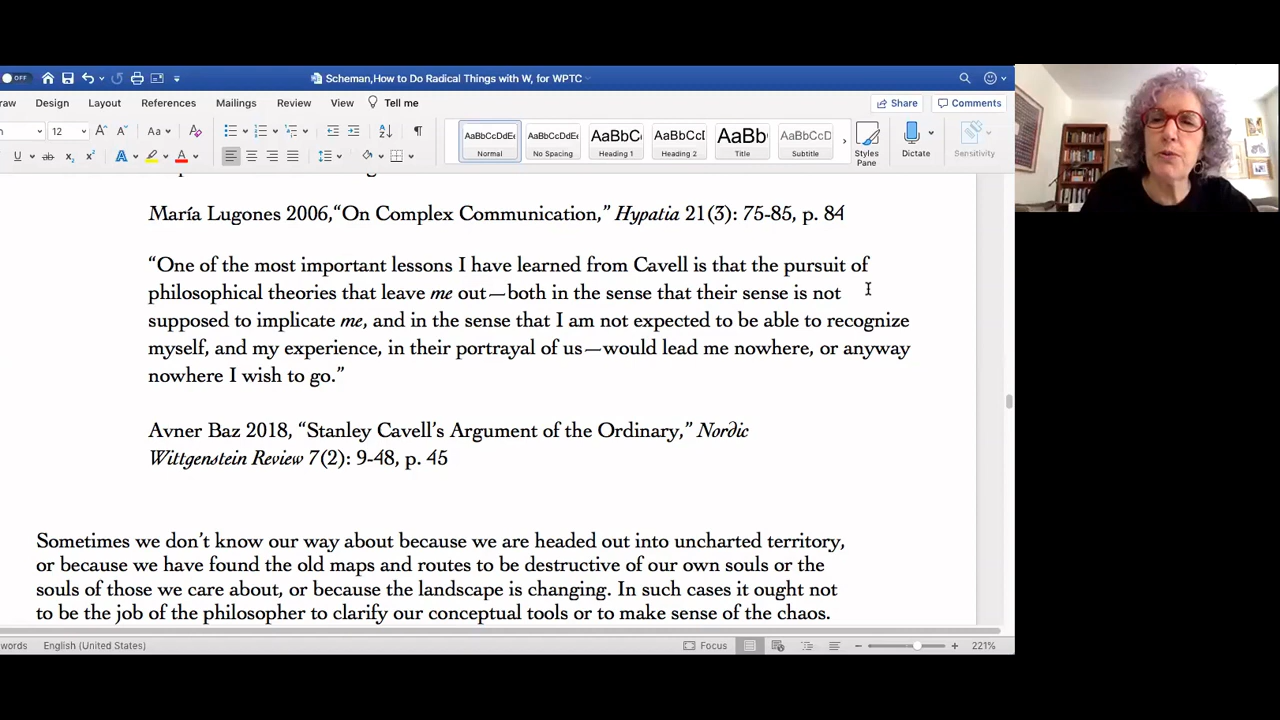 OFF
Scheman,How to Do Radical Things with W, for WPTC
raw Design Layout References Mailings Review View Tell me
Share Comments
12 Aa
AaBbCcDdEe AaBbCcDdEe AaBbC AaBbCcD AaBb AaBbCcD
Normal No Spacing Heading 1 Heading 2 Title Subtitle Styles Pane Dictate Sensitivity
María Lugones 2006,“On Complex Communication,” Hypatia 21(3): 75-85, p. 84
“One of the most important lessons I have learned from Cavell is that the pursuit of
philosophical theories that leave me out—both in the sense that their sense is not
supposed to implicate me, and in the sense that I am not expected to be able to recognize
myself, and my experience, in their portrayal of us—would lead me nowhere, or anyway
nowhere I wish to go.”
Avner Baz 2018, “Stanley Cavell’s Argument of the Ordinary,” Nordic
Wittgenstein Review 7(2): 9-48, p. 45
Sometimes we don’t know our way about because we are headed out into uncharted territory,
or because we have found the old maps and routes to be destructive of our own souls or the
souls of those we care about, or because the landscape is changing. In such cases it ought not
to be the job of the philosopher to clarify our conceptual tools or to make sense of the chaos.
words English (United States) Focus 221%